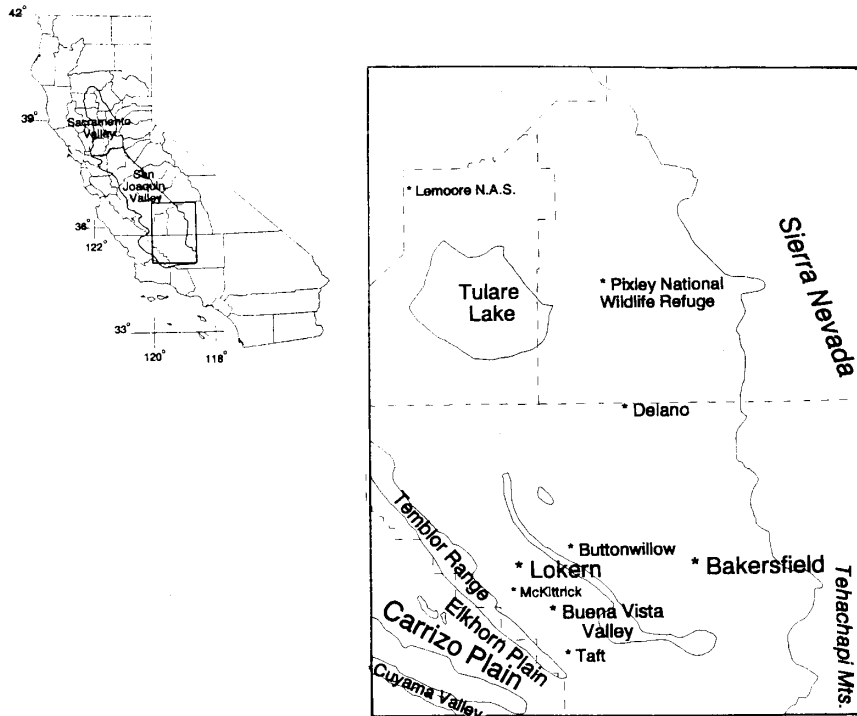 42°
39°
Sacramento
Valley
San
Joaquin
Valley
36°
122°
33°
120°
118°
* Lemoore N.A.S.
Tulare
Lake
* Pixley National
Wildlife Refuge
Sierra Nevada
* Delano
Temblor Range
* Buttonwillow
* Lokern
* Bakersfield
* McKittrick
Elkhorn Plain
* Buena Vista
Valley
Carrizo Plain
* Taft
Cuyama Valley
Tehachapi Mts.